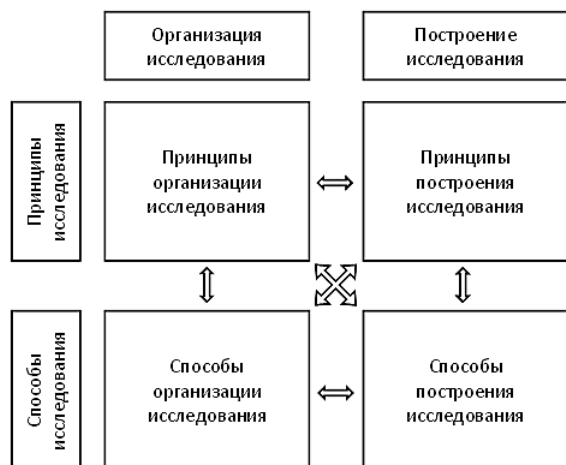 Организация
исследования
Построение
исследования
Принципы
исследования
Принципы
организации
исследования
Принципы
построения
исследования
Способы
исследования
Способы
организации
исследования
Способы
построения
исследования